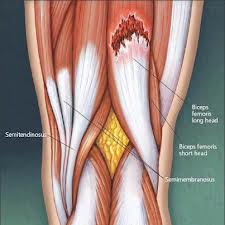 Biceps
femoris
long head
Semitendinosus
Biceps femoris
short head
Semimembranosus